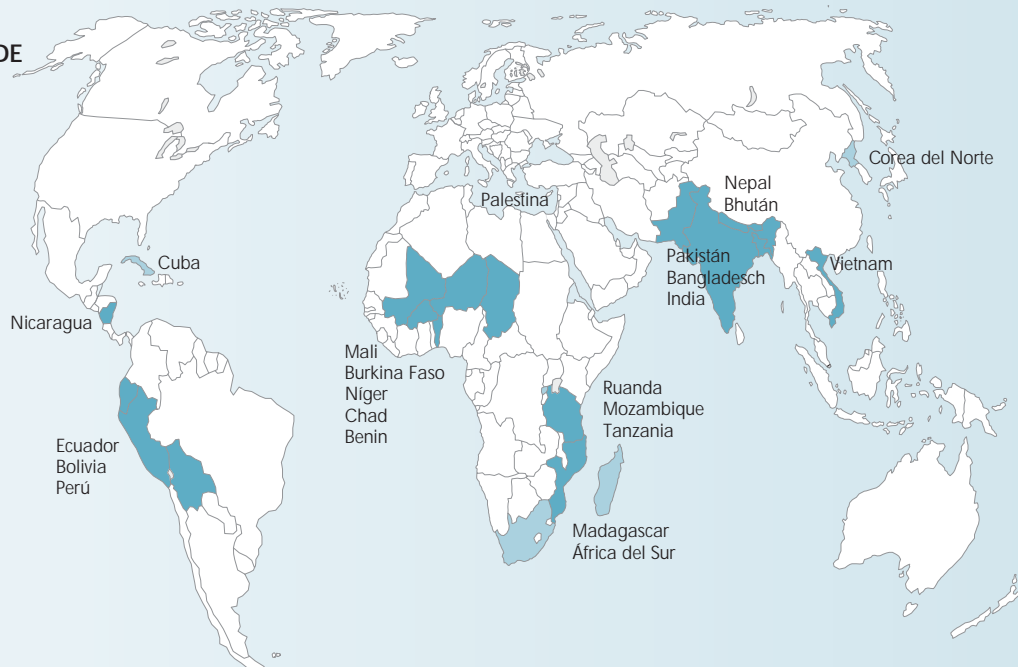 DE
Corea del Norte
Nepal
Bhután
Palestina
Pakistán
Bangladesch
India
Vietnam
Cuba
Nicaragua
Mali
Burkina Faso
Níger
Chad
Benin
Ruanda
Mozambique
Tanzania
Ecuador
Bolivia
Perú
Madagascar
África del Sur